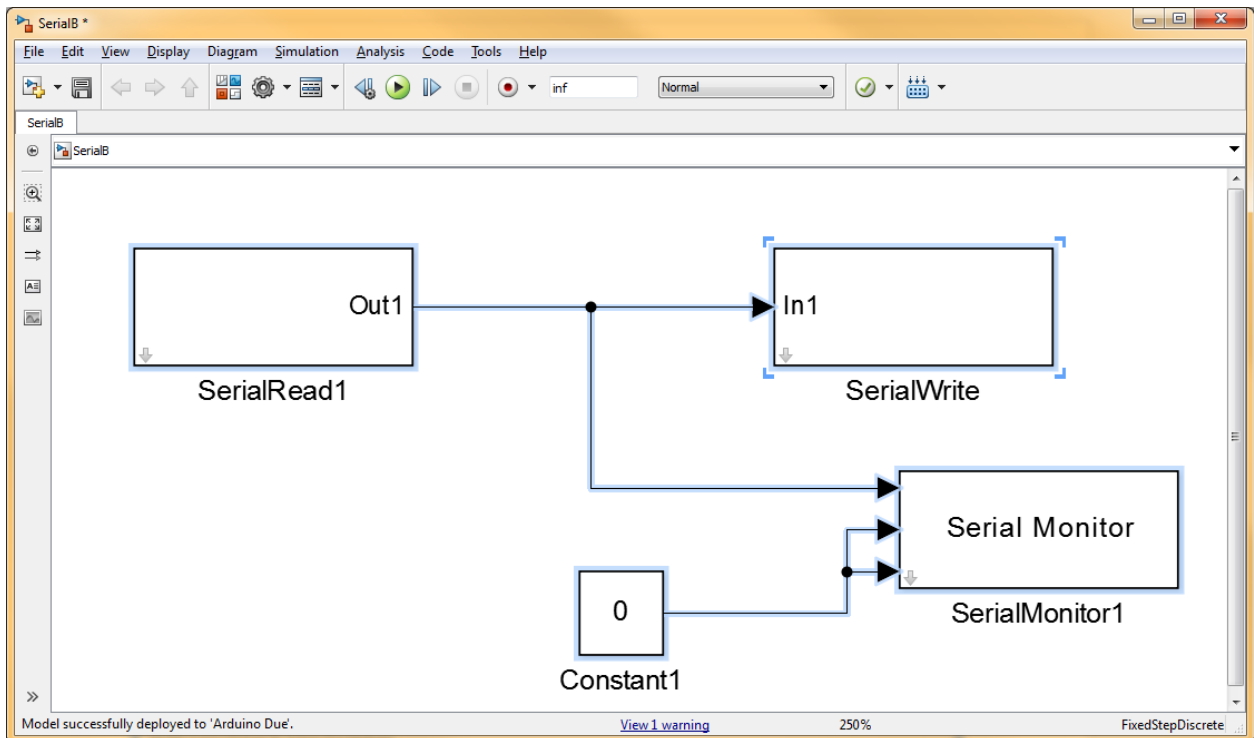 SerialB *
File Edit View Display Diagram Simulation Analysis Code Tools Help
inf Normal
SerialB
SerialB
Out1 In1
SerialRead1 SerialWrite
Serial Monitor
0
SerialMonitor1
Constant1
Model successfully deployed to 'Arduino Due'. View 1 warning 250% FixedStepDiscrete